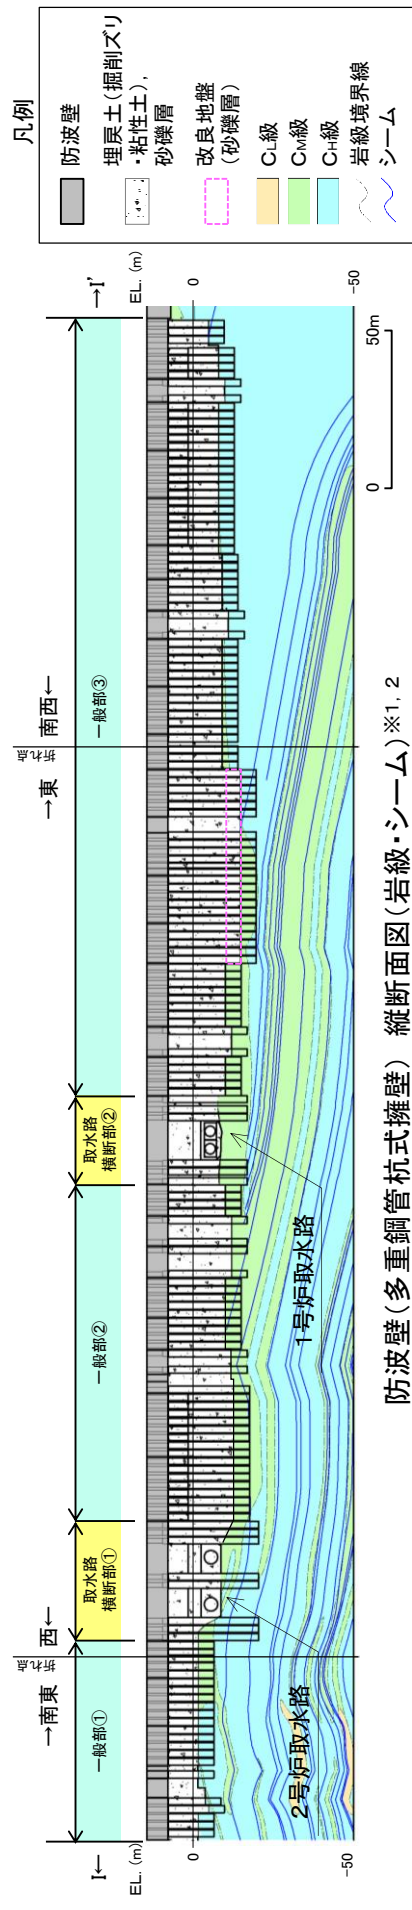 I←
→南東
折れ点
西←
→東
折れ点
南西←
→I'
一般部①
取水路
横断部①
一般部②
取水路
横断部②
一般部③
EL. (m)
0
-50
EL. (m)
0
-50
2号炉取水路
1号炉取水路
0
50m
防波壁(多重鋼管杭式擁壁) 縦断面図(岩級・シーム)※1, 2
凡例
防波壁
埋戻土(掘削ズリ
・粘性土),
砂礫層
改良地盤
(砂礫層)
CL級
CM級
CH級
岩級境界線
シーム